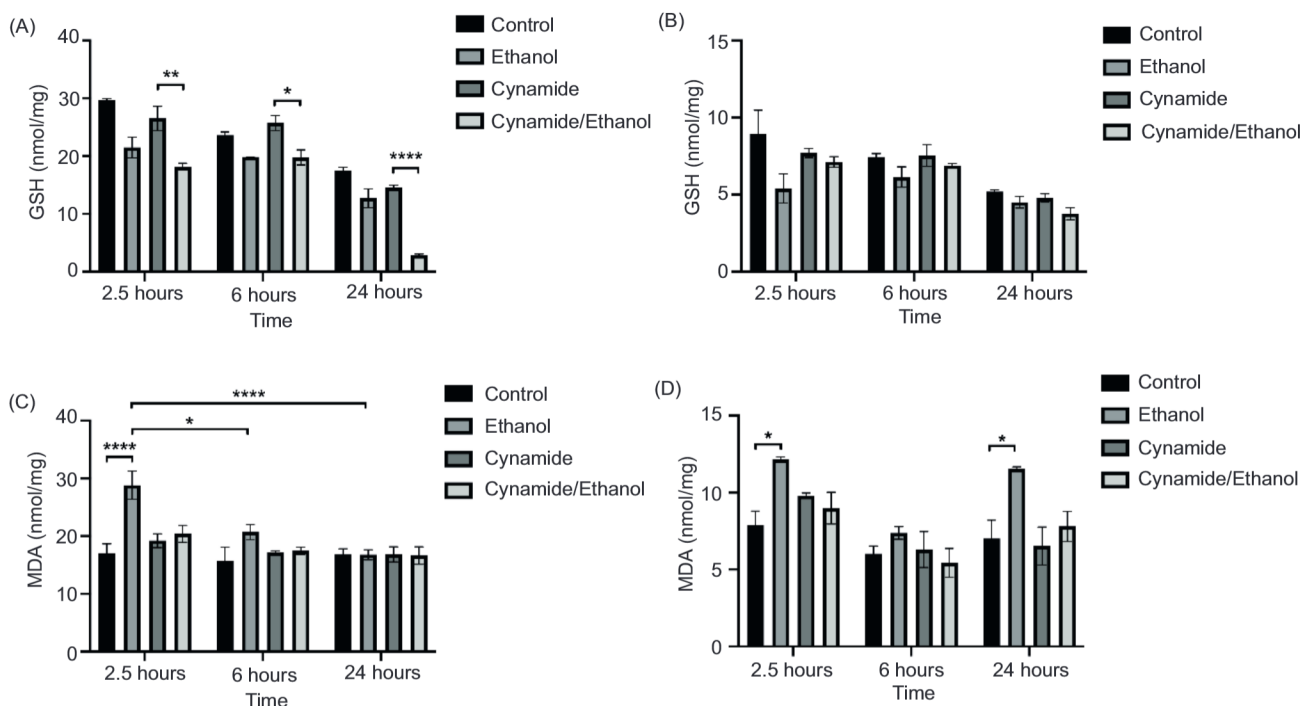 (A)
GSH (nmol/mg)
40
30
20
10
0
**
*
****
2.5 hours
6 hours
24 hours
Time
Control
Ethanol
Cynamide
Cynamide/Ethanol
(B)
GSH (nmol/mg)
15
10
5
0
2.5 hours
6 hours
24 hours
Time
Control
Ethanol
Cynamide
Cynamide/Ethanol
(C)
MDA (nmol/mg)
40
30
20
10
0
****
*
****
2.5 hours
6 hours
24 hours
Time
Control
Ethanol
Cynamide
Cynamide/Ethanol
(D)
MDA (nmol/mg)
15
10
5
0
*
*
2.5 hours
6 hours
24 hours
Time
Control
Ethanol
Cynamide
Cynamide/Ethanol